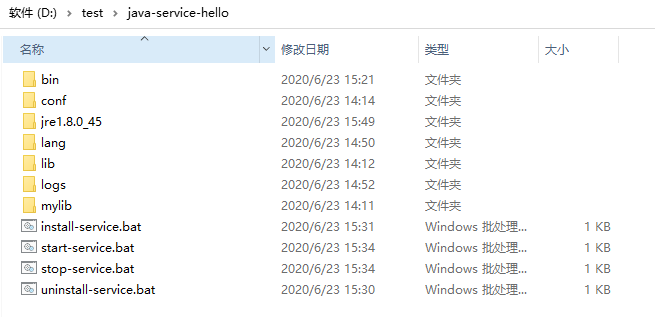 软件 (D:) › test › java-service-hello
名称 修改日期 类型 大小
bin 2020/6/23 15:21 文件夹
conf 2020/6/23 14:14 文件夹
jre1.8.0_45 2020/6/23 15:49 文件夹
lang 2020/6/23 14:50 文件夹
lib 2020/6/23 14:12 文件夹
logs 2020/6/23 14:52 文件夹
mylib 2020/6/23 14:11 文件夹
install-service.bat 2020/6/23 15:31 Windows 批处理... 1 KB
start-service.bat 2020/6/23 15:34 Windows 批处理... 1 KB
stop-service.bat 2020/6/23 15:34 Windows 批处理... 1 KB
uninstall-service.bat 2020/6/23 15:30 Windows 批处理... 1 KB